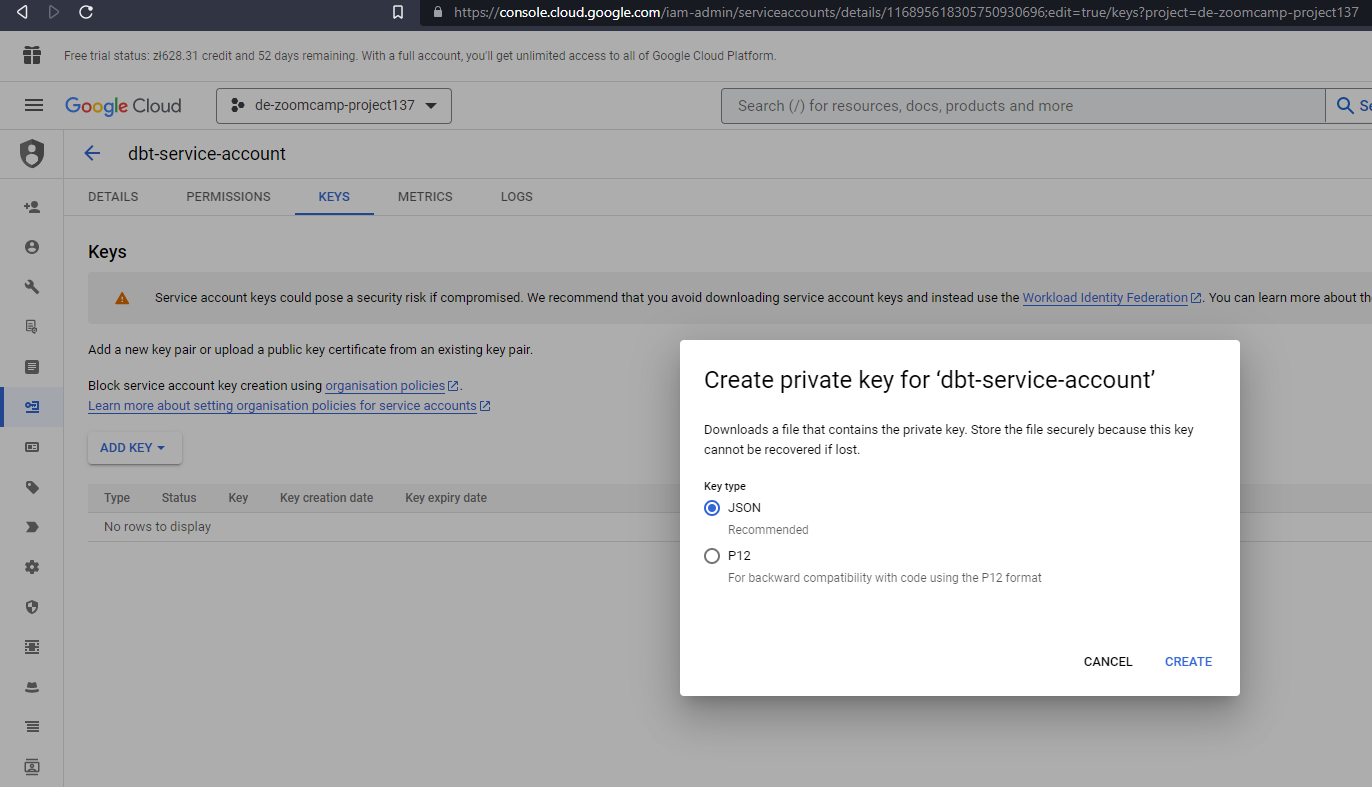 https://console.cloud.google.com/iam-admin/serviceaccounts/details/116895618305750930696;edit=true/keys?project=de-zoomcamp-project137
Free trial status: zł628.31 credit and 52 days remaining. With a full account, you'll get unlimited access to all of Google Cloud Platform.
Google Cloud
de-zoomcamp-project137
Search (/) for resources, docs, products and more
Se
dbt-service-account
DETAILS PERMISSIONS KEYS METRICS LOGS
Keys
Service account keys could pose a security risk if compromised. We recommend that you avoid downloading service account keys and instead use the Workload Identity Federation. You can learn more about th
Add a new key pair or upload a public key certificate from an existing key pair.
Block service account key creation using organisation policies.
Learn more about setting organisation policies for service accounts
ADD KEY
Type Status Key Key creation date Key expiry date
No rows to display
Create private key for ‘dbt-service-account’
Downloads a file that contains the private key. Store the file securely because this key
cannot be recovered if lost.
Key type
JSON
Recommended
P12
For backward compatibility with code using the P12 format
CANCEL CREATE